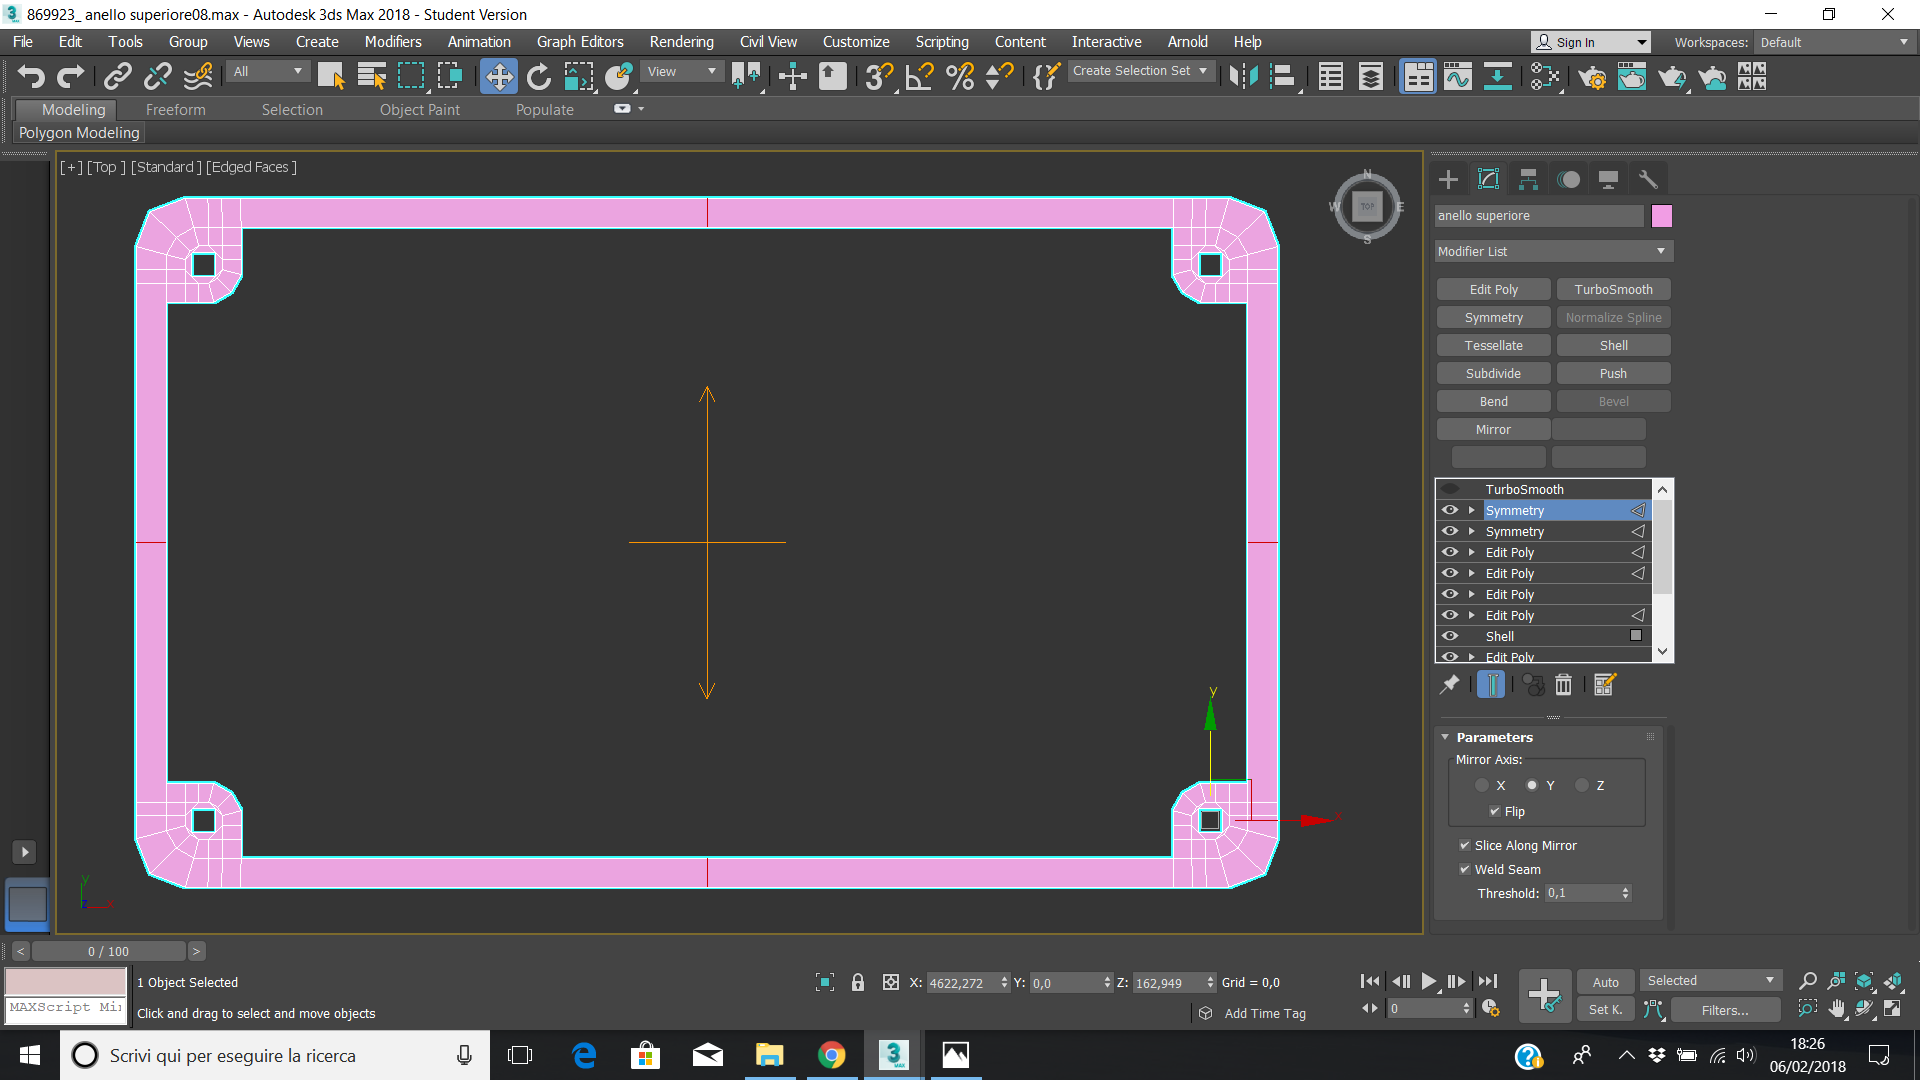 869923_ anello superiore08.max - Autodesk 3ds Max 2018 - Student Version
File Edit Tools Group Views Create Modifiers Animation Graph Editors Rendering Civil View Customize Scripting Content Interactive Arnold Help Sign In Workspaces: Default
All View Create Selection Set
Modeling Freeform Selection Object Paint Populate
Polygon Modeling
[+] [Top ] [Standard ] [Edged Faces ]
N
W TOP E
S
anello superiore
Modifier List
Edit Poly TurboSmooth
Symmetry Normalize Spline
Tessellate Shell
Subdivide Push
Bend Bevel
Mirror
TurboSmooth
Symmetry
Symmetry
Edit Poly
Edit Poly
Edit Poly
Edit Poly
Shell
Edit Poly
y
x
y
z x
Parameters
Mirror Axis:
X Y Z
Flip
Slice Along Mirror
Weld Seam
Threshold: 0,1
< 0 / 100 >
1 Object Selected X: 4622,272 Y: 0,0 Z: 162,949 Grid = 0,0 Auto Selected
MAXScript Mi Click and drag to select and move objects Add Time Tag 0 Set K. Filters...
Scrivi qui per eseguire la ricerca 3 MAX 18:26
06/02/2018